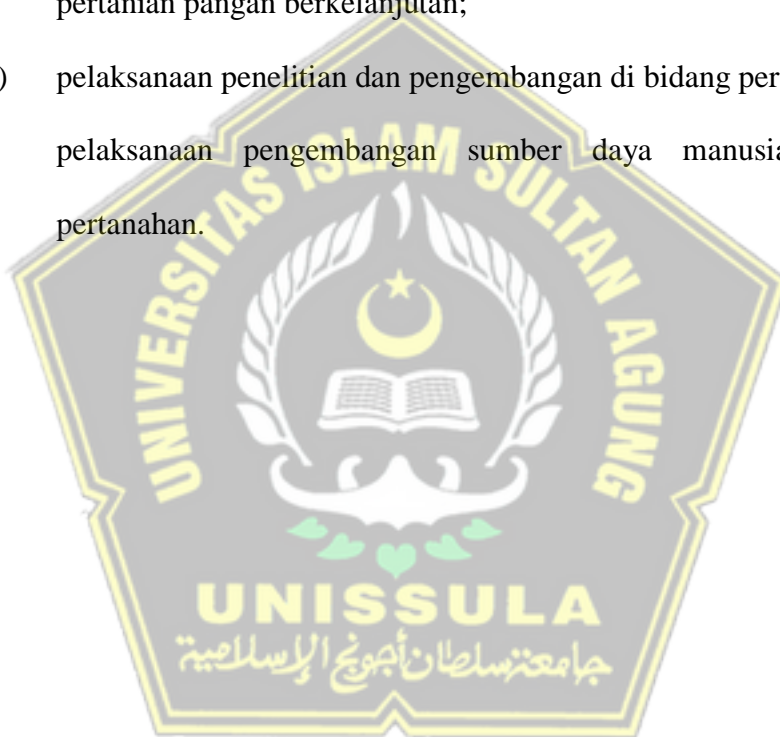 pertanian pangan berkelanjutan;
) pelaksanaan penelitian dan pengembangan di bidang per
pelaksanaan pengembangan sumber daya manusia
pertanahan.
UNIVERSITAS ISLAM SULTAN AGUNG
UNISSULA
جامعة سلطان أجونج الإسلامية